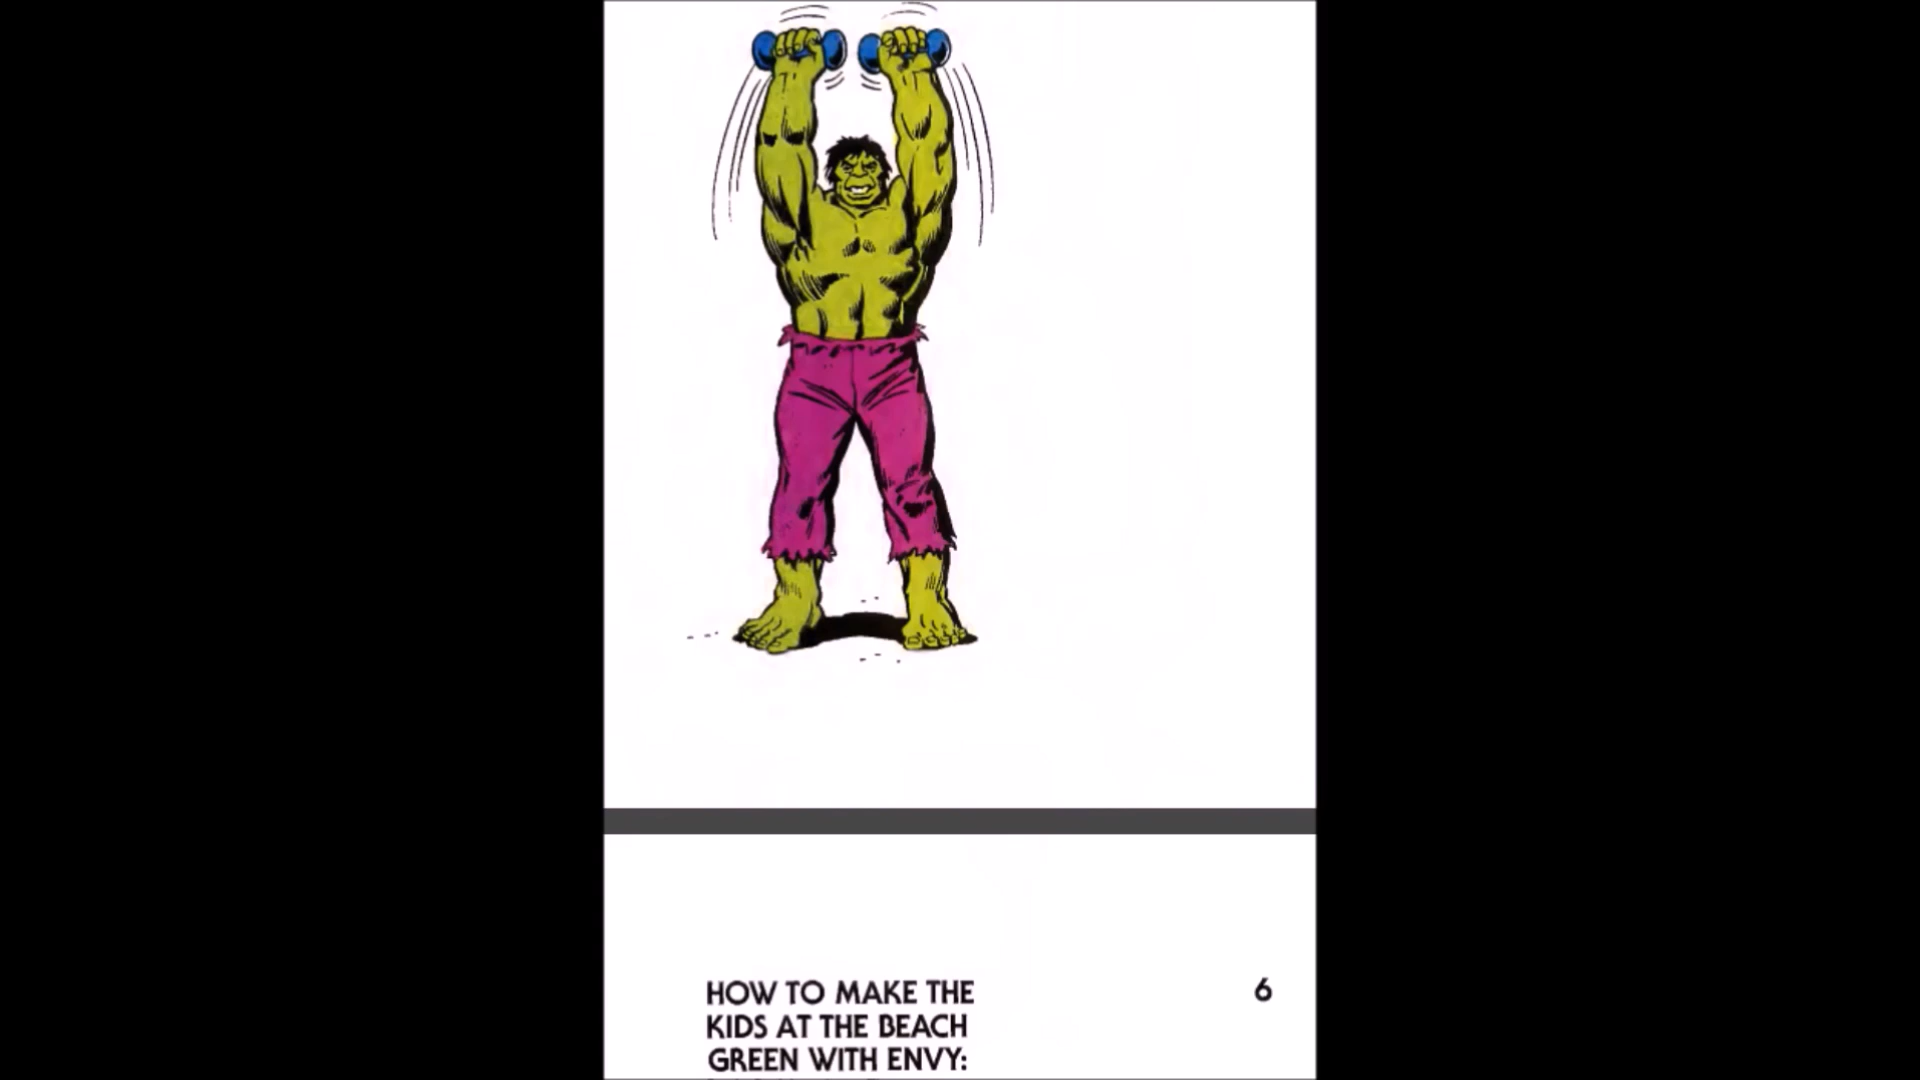 HOW TO MAKE THE
KIDS AT THE BEACH
GREEN WITH ENVY:
6